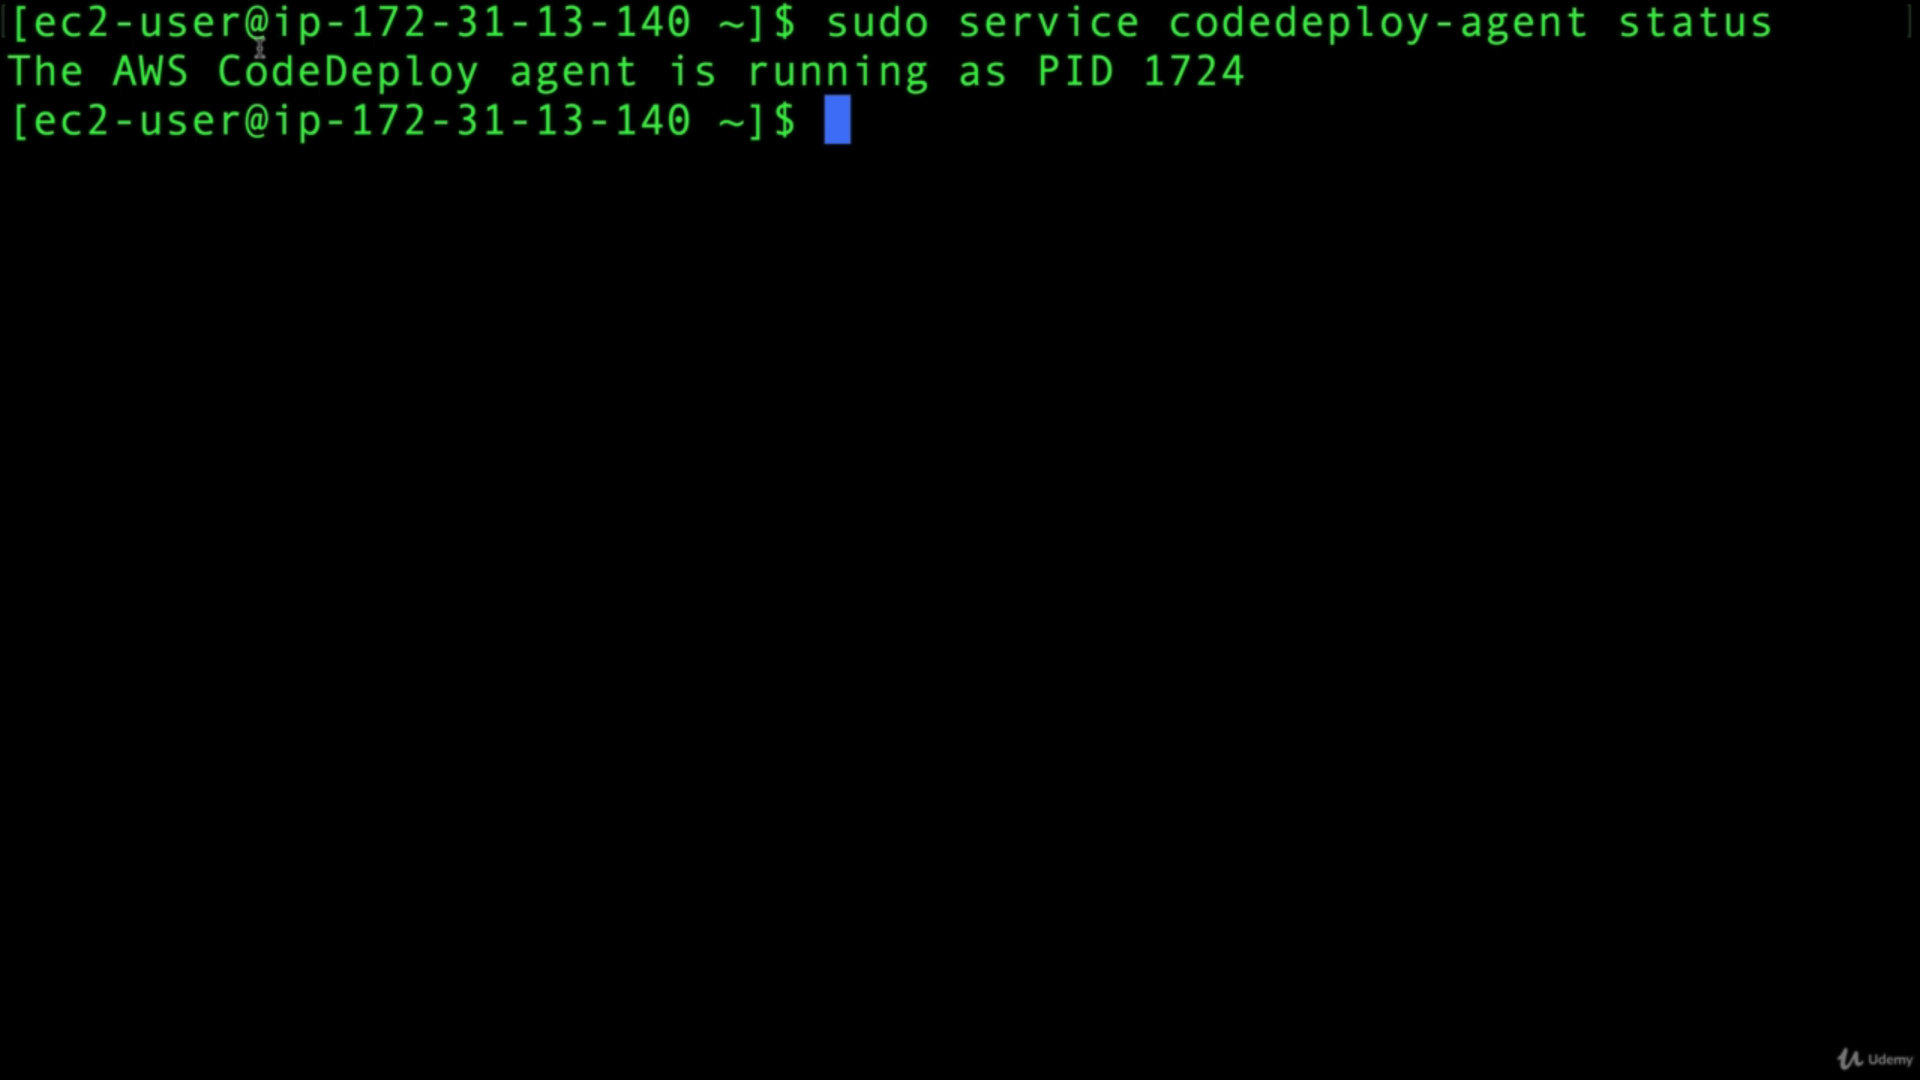 [ec2-user@ip-172-31-13-140 ~]$ sudo service codedeploy-agent status
The AWS CodeDeploy agent is running as PID 1724
[ec2-user@ip-172-31-13-140 ~]$
Udemy